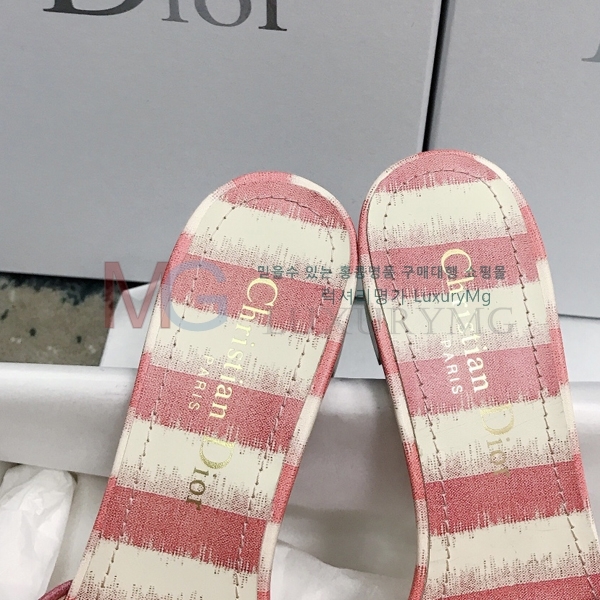 Dior
MG
믿을수 있는 홍콩명품 구매대행 쇼핑몰
럭셔리 명가 LuxuryMg
LUXURYMG
Christian Dior
PARIS
Christian Dior
PARIS